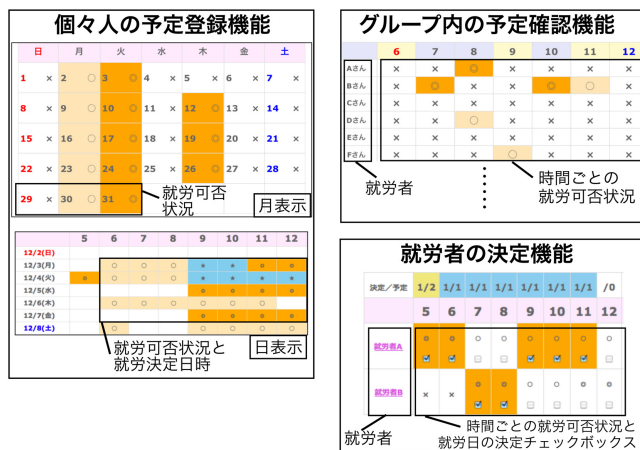 個々人の予定登録機能
日 月 火 水 木 金 土
1 × 2 ○ 3 ◎ 4 × 5 × 6 × 7 ×
8 × 9 ○ 10 ◎ 11 × 12 ◎ 13 × 14 ×
15 × 16 ○ 17 ◎ 18 × 19 ◎ 20 × 21 ×
22 × 23 ○ 24 ◎ 25 × 26 ◎ 27 × 28 ×
29 × 30 ○ 31 ◎
就労可否
状況
月表示
5 6 7 8 9 10 11 12
12/2(日)
12/3(月) ○ ○ ○ ★ ★ ◎ ◎
12/4(火) ◎ ○ ○ ○ ★ ★ ★ ★
12/5(水) ◎ ◎ ◎ ◎
12/6(木) ○ ○ ○ ○ ○ ○ ○
12/7(金) ◎ ◎ ◎ ◎
12/8(土) ○ ○ ○ ○ ○
就労可否状況と
就労決定日時
日表示
グループ内の予定確認機能
6 7 8 9 10 11 12
Aさん × × ◎ × × × ×
Bさん × ◎ × × ◎ ○ ×
Cさん × × × × × × ×
Dさん × × ○ × × × ×
Eさん × × × × × × ×
Fさん × × × ○ × × ×
就労者
時間ごとの
就労可否状況
就労者の決定機能
決定/予定 1/2 1/1 1/1 1/1 1/1 1/1 1/1 /0
5 6 7 8 9 10 11 12
就労者A ◎ ◎ ○ ○ ◎ ◎ ◎ ○
就労者B × × ◎ ◎ ○ ○ ○ ○
就労者
時間ごとの就労可否状況と
就労日の決定チェックボックス